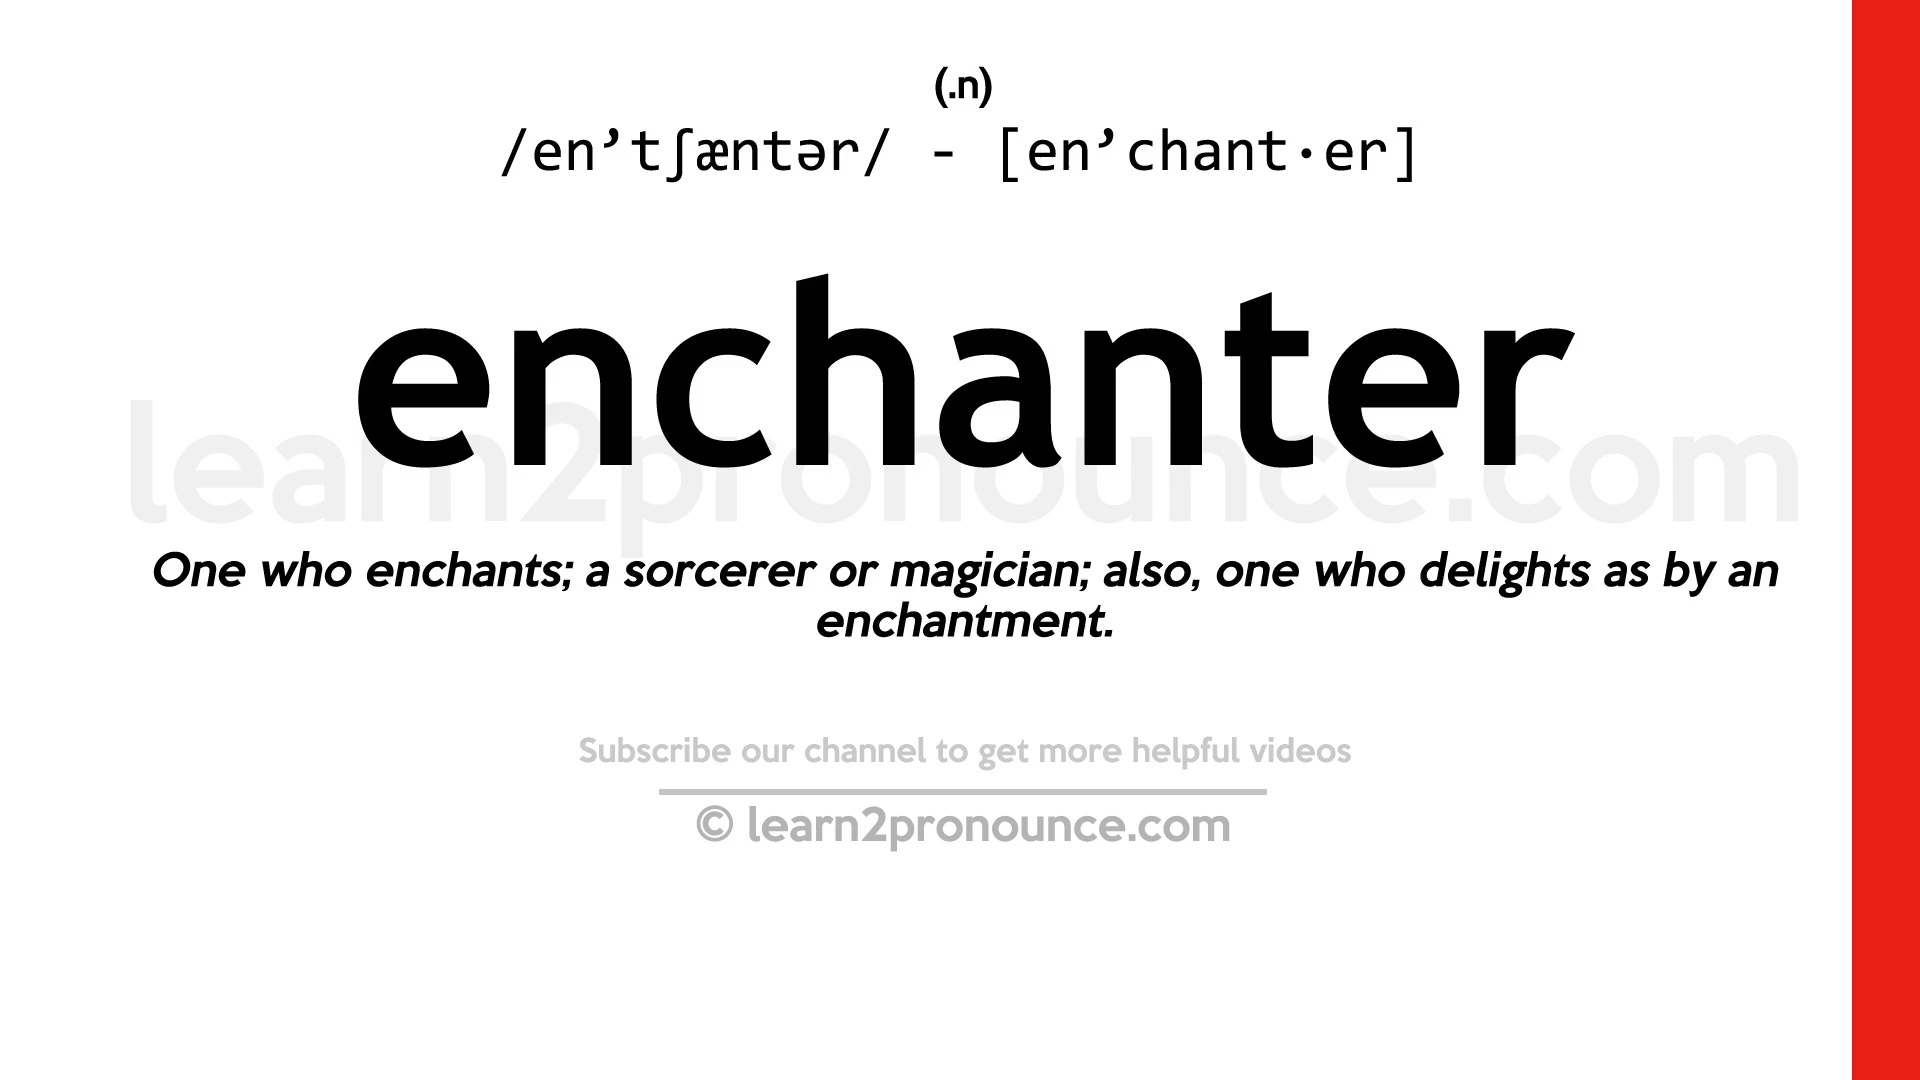 (.n)
/en’tʃæntər/ - [en’chant·er]
enchanter
learn2pronounce.com
One who enchants; a sorcerer or magician; also, one who delights as by an
enchantment.
Subscribe our channel to get more helpful videos
© learn2pronounce.com